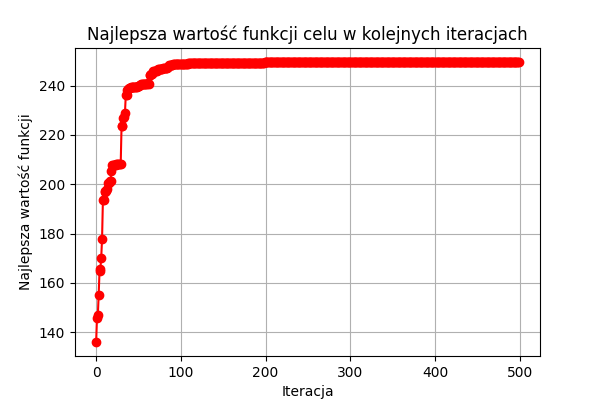 Najlepsza wartość funkcji celu w kolejnych iteracjach
Najlepsza wartość funkcji
240
220
200
180
160
140
0 100 200 300 400 500
Iteracja